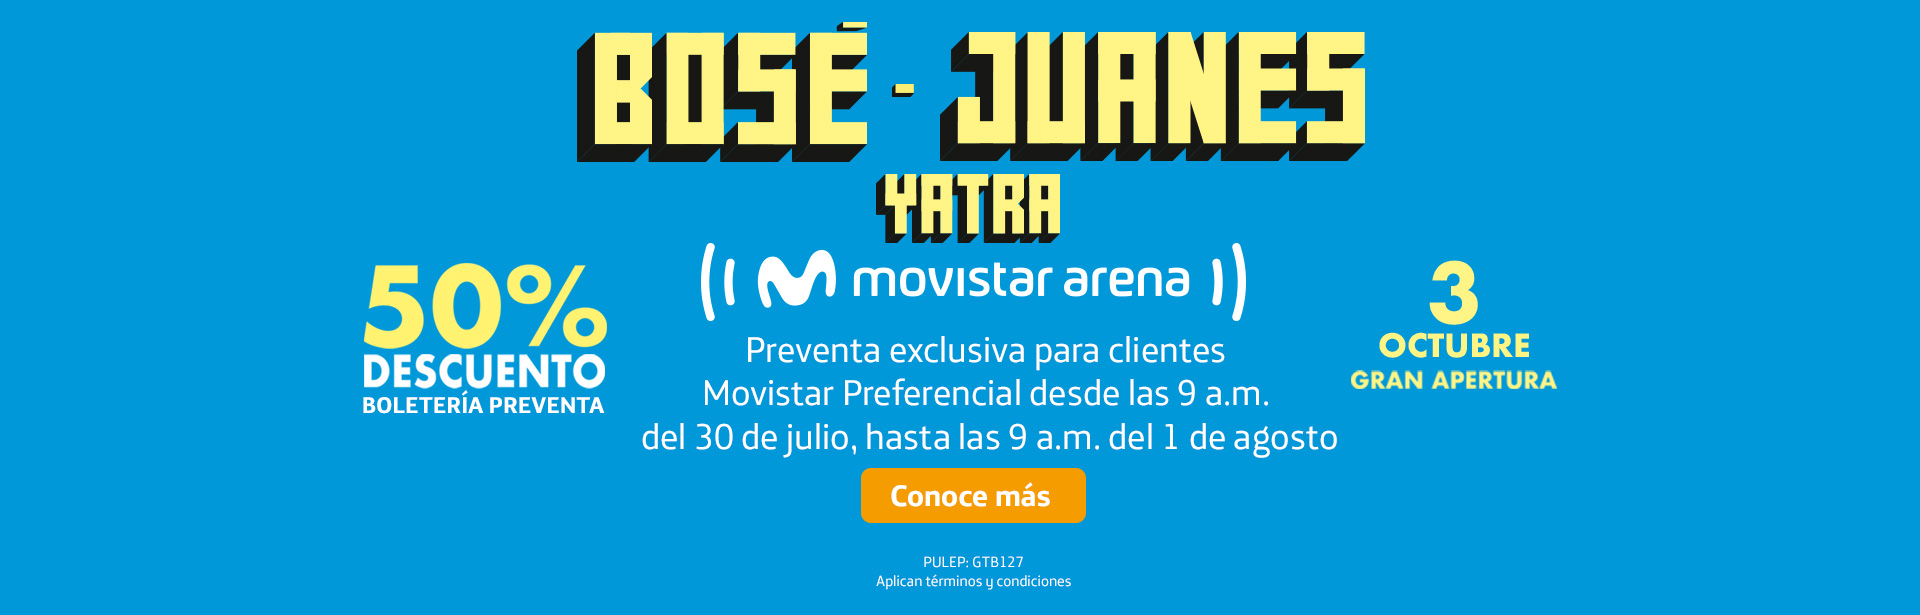 BOSÉ - JUANES
YATRA
movistar arena
50%
DESCUENTO
BOLETERÍA PREVENTA
Preventa exclusiva para clientes
Movistar Preferencial desde las 9 a.m.
del 30 de julio, hasta las 9 a.m. del 1 de agosto
3
OCTUBRE
GRAN APERTURA
Conoce más
PULEP: GTB127
Aplican términos y condiciones